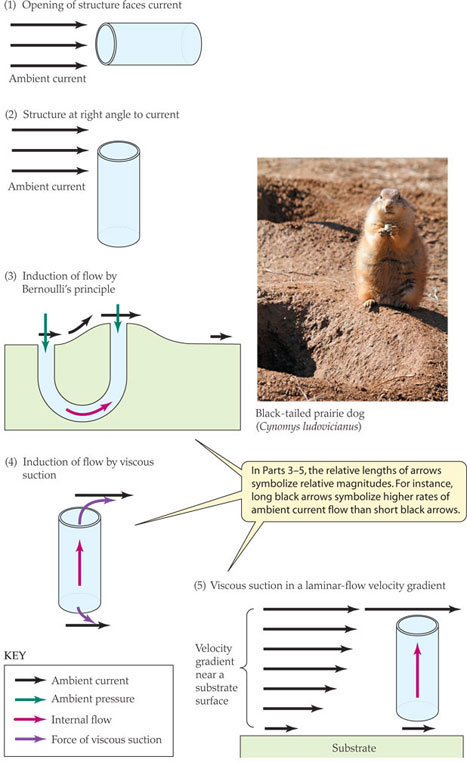 (1) Opening of structure faces current
Ambient current
(2) Structure at right angle to current
Ambient current
(3) Induction of flow by
Bernoulli's principle
Black-tailed prairie dog
(Cynomys ludovicianus)
(4) Induction of flow by viscous
suction
In Parts 3–5, the relative lengths of arrows
symbolize relative magnitudes. For instance,
long black arrows symbolize higher rates of
ambient current flow than short black arrows.
(5) Viscous suction in a laminar-flow velocity gradient
Velocity
gradient
near a
substrate
surface
Substrate
KEY
Ambient current
Ambient pressure
Internal flow
Force of viscous suction